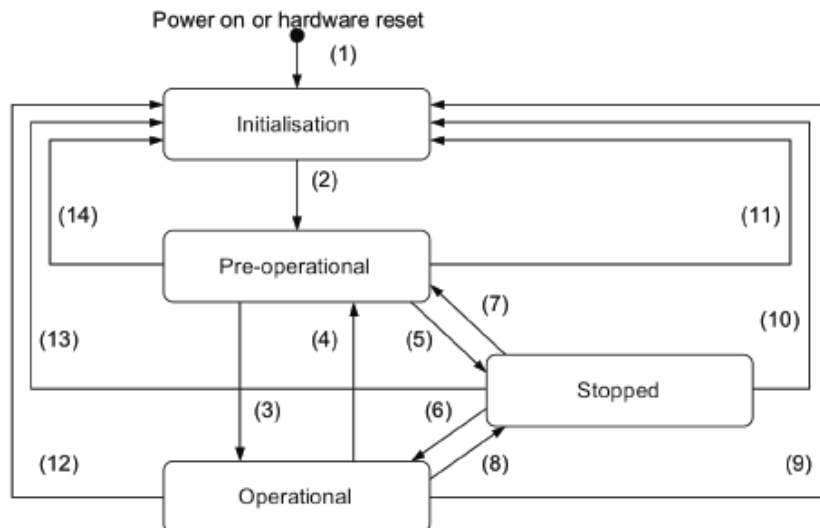 Power on or hardware reset
(1)
Initialisation
(2)
(14)
(11)
Pre-operational
(7)
(13)
(4)
(5)
(10)
Stopped
(3)
(6)
(12)
(8)
(9)
Operational